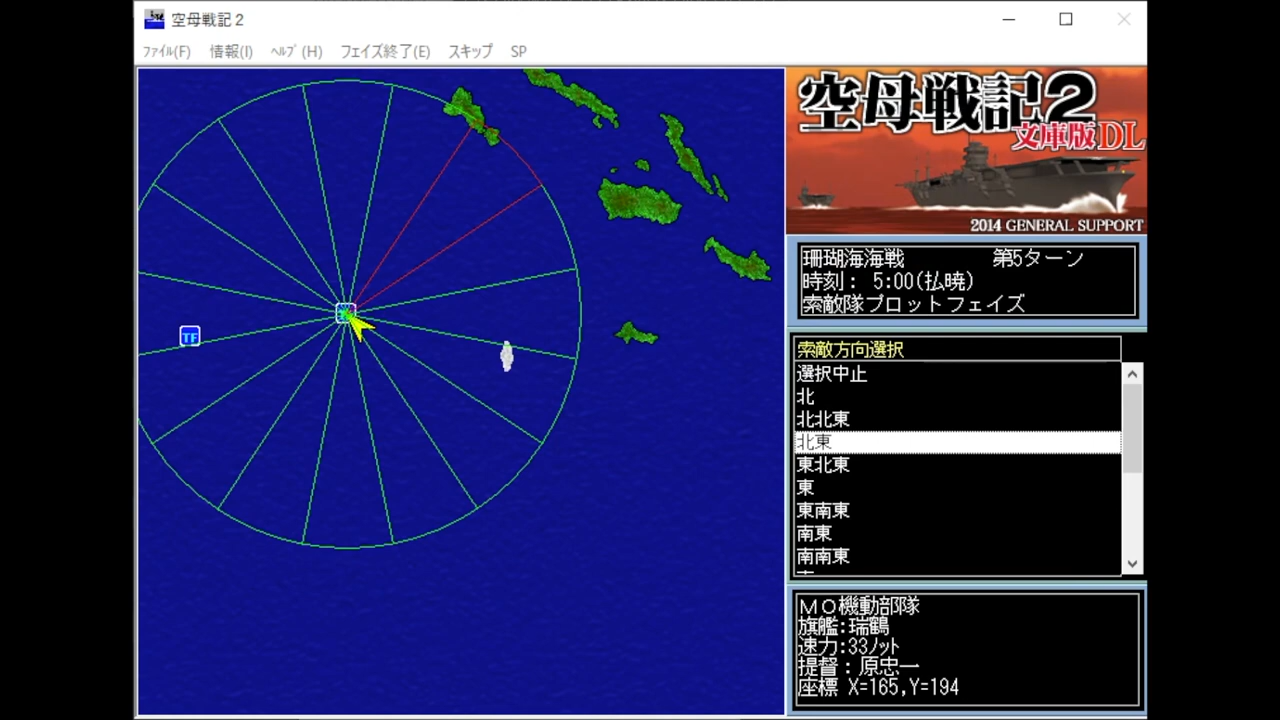 空母戦記２
ﾌｧｲﾙ(F) 情報(I) ﾍﾙﾌﾟ(H) フェイズ終了(E) スキップ SP
空母戦記2
文庫版DL
2014 GENERAL SUPPORT
珊瑚海海戦 第5ターン
時刻： 5:00(払暁)
索敵隊プロットフェイズ
TF
索敵方向選択
選択中止
北
北北東
北東
東北東
東
東南東
南東
南南東
ＭＯ機動部隊
旗艦:瑞鶴
速力:33ﾉｯﾄ
提督：原忠一
座標 X=165,Y=194